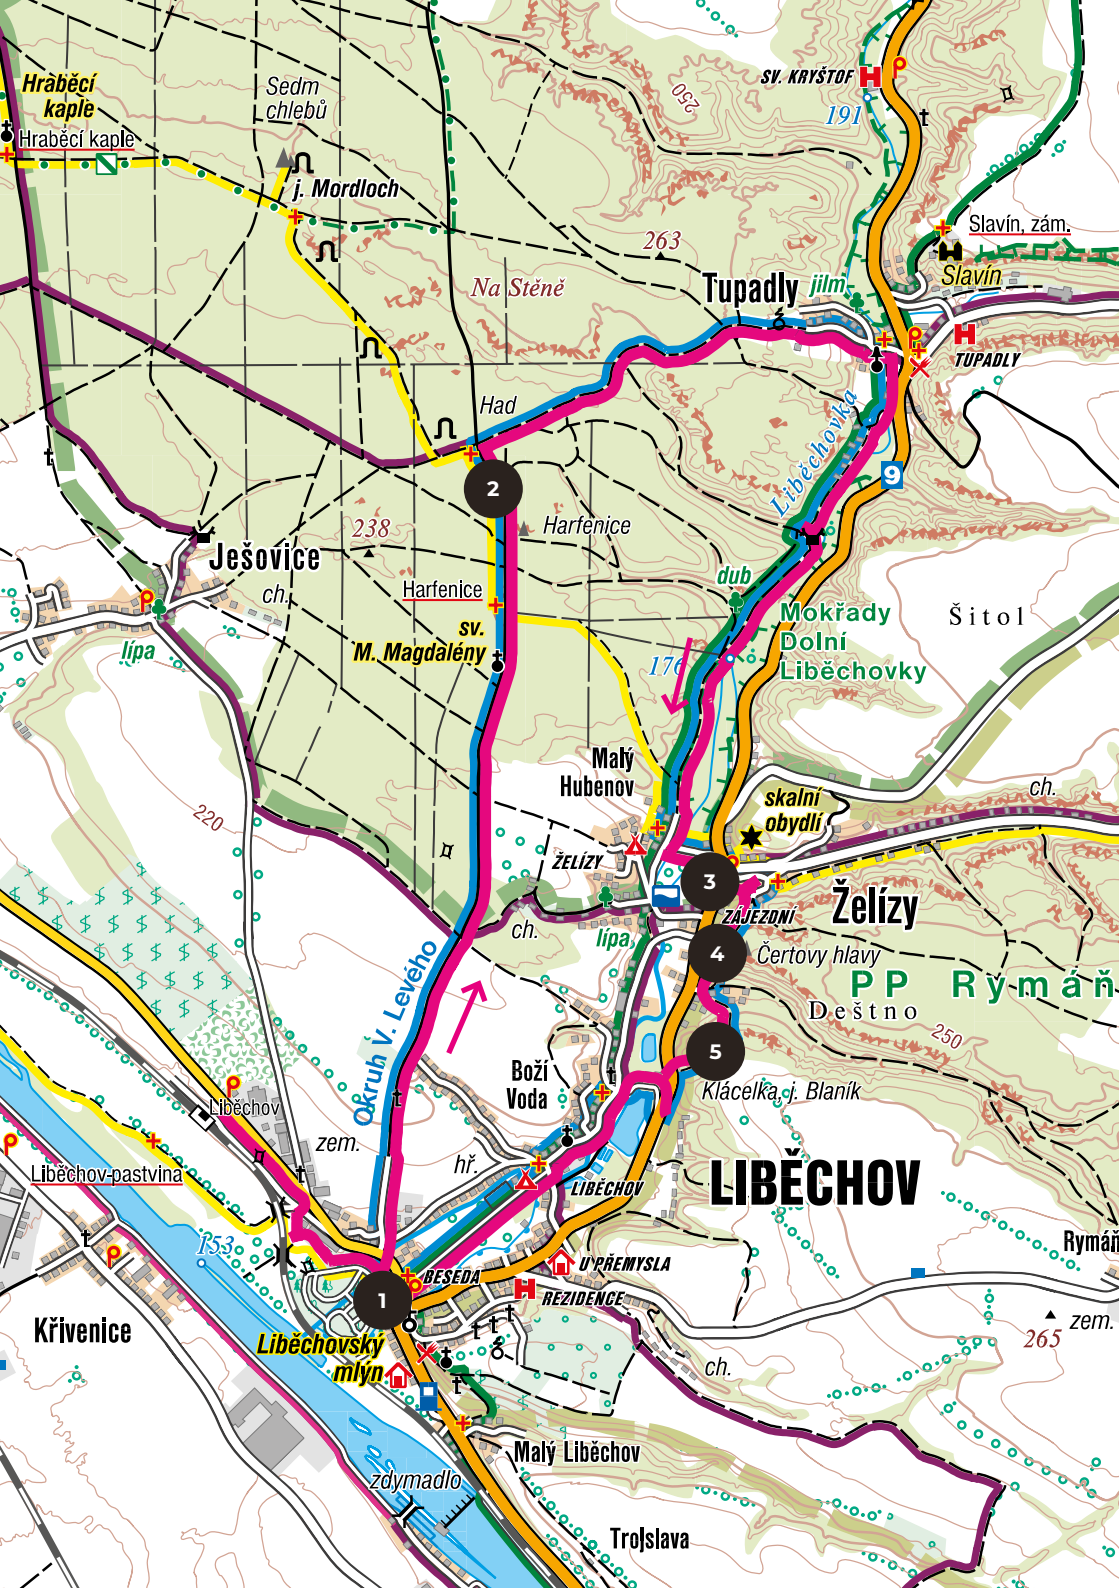 Hraběcí
kaple
Hraběcí kaple
Sedm
chlebů
j. Mordloch
SV. KRYŠTOF
250
191
263
Na Stěně
Slavín, zám.
Slavín
Tupadly
jilm
TUPADLY
Had
Liběchovka
9
2
238
Harfenice
Ješovice
ch.
lípa
Harfenice
sv.
M. Magdalény
dub
Mokřady
Dolní
Liběchovky
Šitol
176
Malý
Hubenov
skalní
obydlí
ch.
220
ŽELÍZY
3
ZÁJEZDNÍ
Želízy
lípa
ch.
4
Čertovy hlavy
PP Rymáň
Deštno
250
Okruh V. Levého
5
Klácelka, j. Blaník
Boží
Voda
Liběchov
zem.
hř.
LIBĚCHOV
LIBĚCHOV
Liběchov-pastvina
153
Rymáň
BESEDA
U PŘEMYSLA
REZIDENCE
1
Křivenice
Liběchovský
mlýn
265
zem.
ch.
Malý Liběchov
zdymadlo
Trojslava